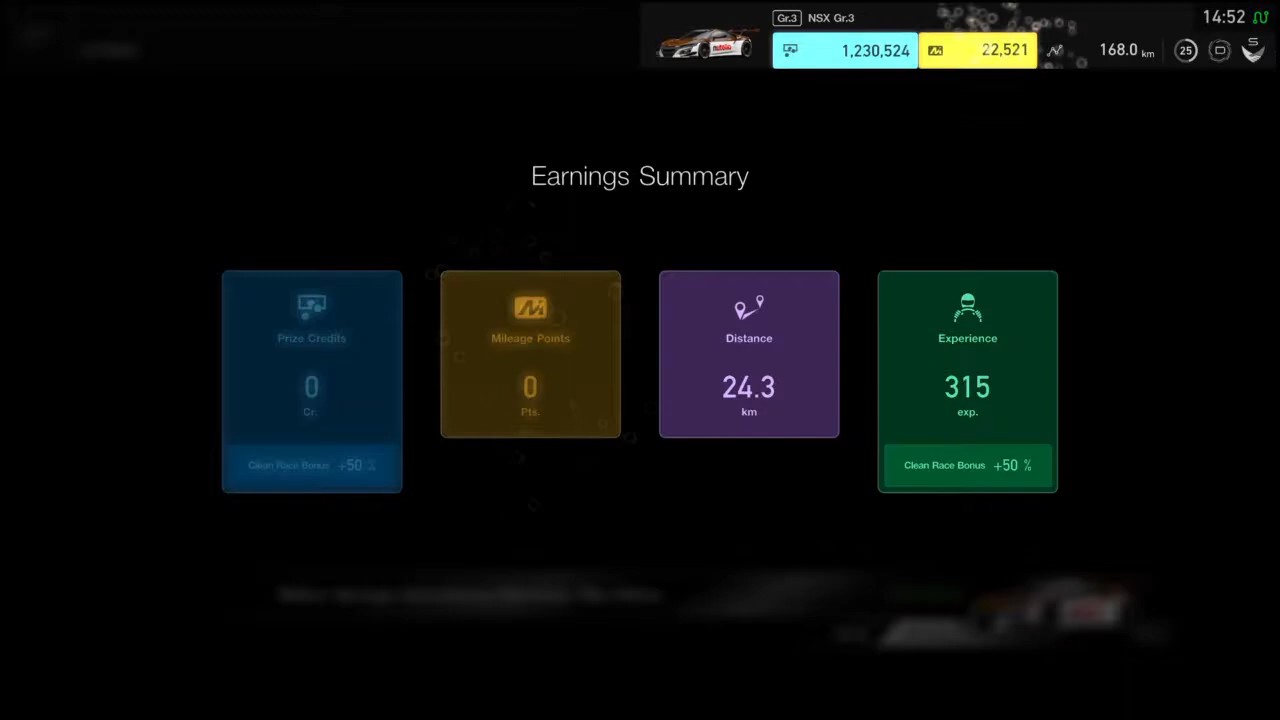 Gr.3 NSX Gr.3 14:52
1,230,524 22,521 168.0 km 25 S
Earnings Summary
Prize Credits
0
Cr.
Clean Race Bonus +50 %
Mileage Points
0
Pts.
Distance
24.3
km
Experience
315
exp.
Clean Race Bonus +50 %